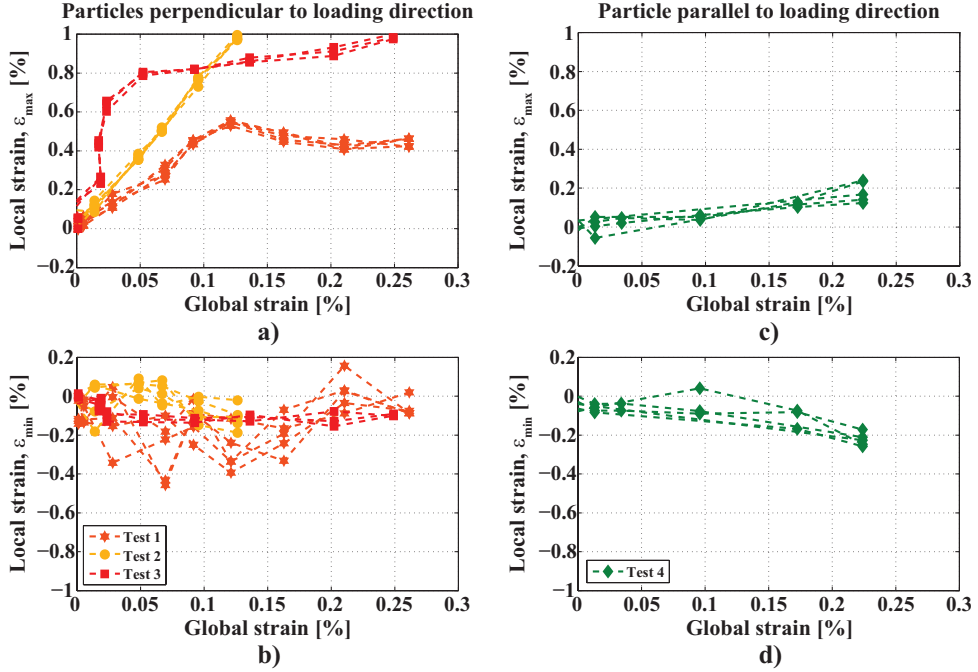 Particles perpendicular to loading direction
Particle parallel to loading direction
Local strain, ε_max [%]
1
0.8
0.6
0.4
0.2
0
−0.2
0 0.05 0.1 0.15 0.2 0.25 0.3
Global strain [%]
a)
Local strain, ε_max [%]
1
0.8
0.6
0.4
0.2
0
−0.2
0 0.05 0.1 0.15 0.2 0.25 0.3
Global strain [%]
c)
Local strain, ε_min [%]
0.2
0
−0.2
−0.4
−0.6
−0.8
−1
Test 1
Test 2
Test 3
0 0.05 0.1 0.15 0.2 0.25 0.3
Global strain [%]
b)
Local strain, ε_min [%]
0.2
0
−0.2
−0.4
−0.6
−0.8
−1
Test 4
0 0.05 0.1 0.15 0.2 0.25 0.3
Global strain [%]
d)